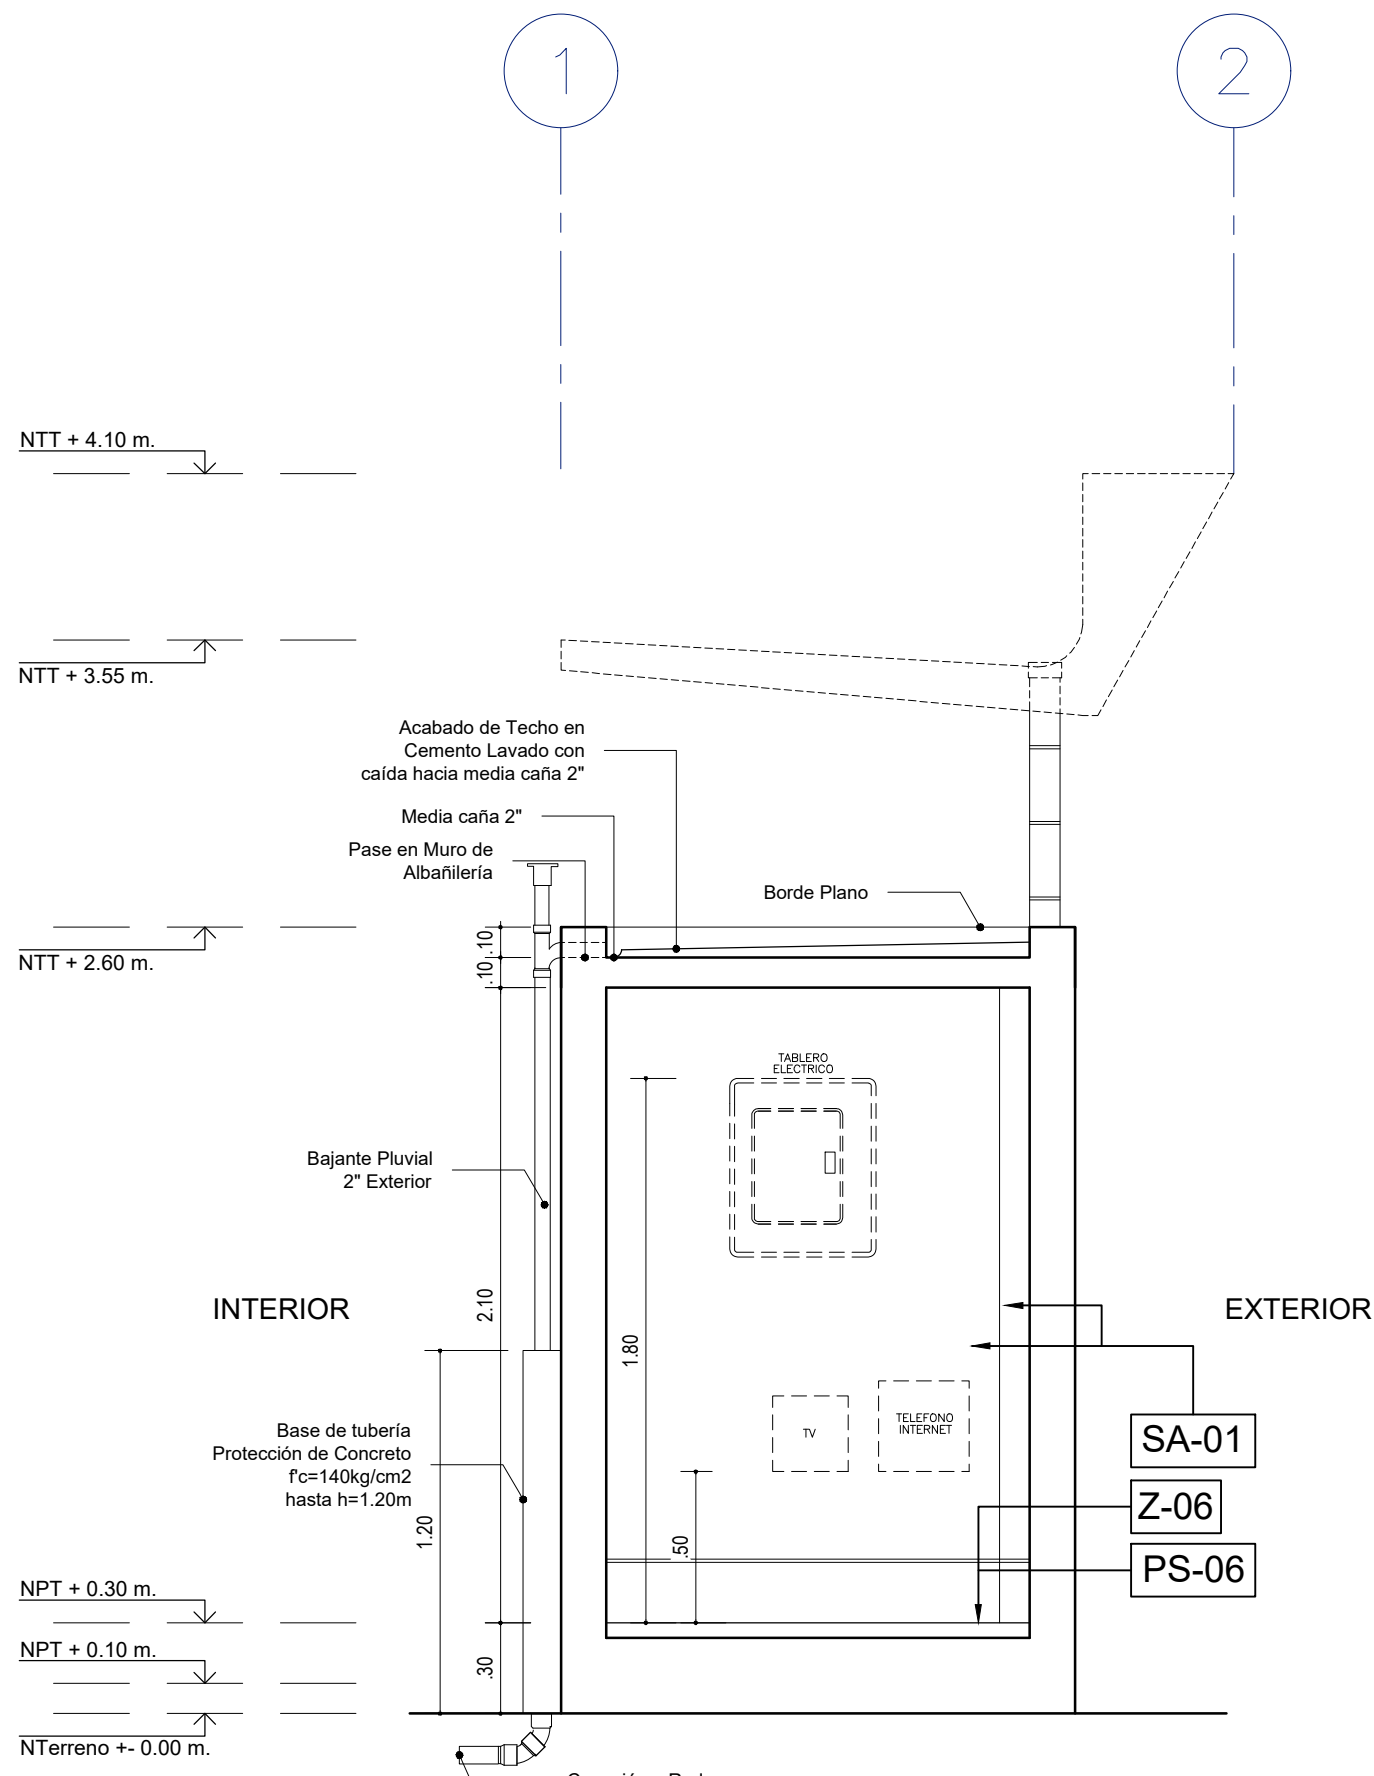 1
2
NTT + 4.10 m.
NTT + 3.55 m.
Acabado de Techo en
Cemento Lavado con
caída hacia media caña 2"
Media caña 2"
Pase en Muro de
Albañilería
Borde Plano
NTT + 2.60 m.
.10
.10
TABLERO
ELECTRICO
Bajante Pluvial
2" Exterior
INTERIOR
EXTERIOR
2.10
1.80
TV
TELEFONO
INTERNET
SA-01
Base de tubería
Protección de Concreto
f'c=140kg/cm2
hasta h=1.20m
Z-06
1.20
.50
PS-06
NPT + 0.30 m.
NPT + 0.10 m.
.30
NTerreno +- 0.00 m.